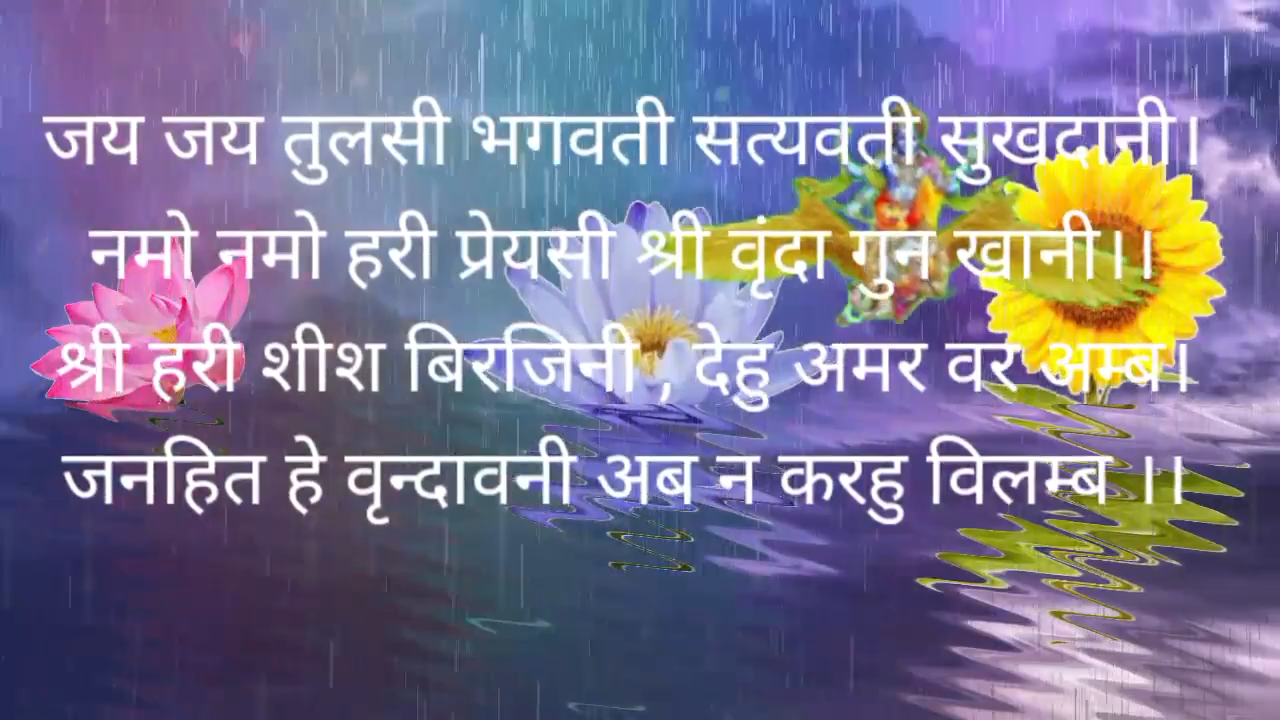 जय जय तुलसी भगवती सत्यवती सुखदानी।
नमो नमो हरी प्रेयसी श्री वृंदा गुन खानी।।
श्री हरी शीश बिरजिनी , देहु अमर वर अम्ब।
जनहित हे वृन्दावनी अब न करहु विलम्ब ।।